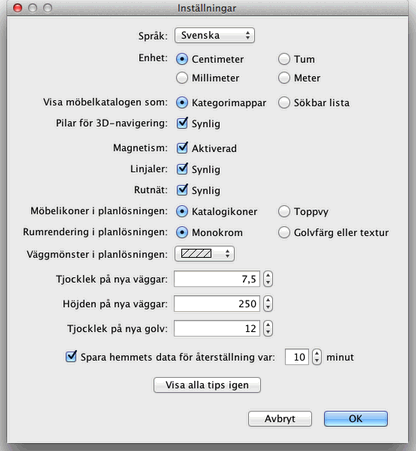 Inställningar
Språk: Svenska
Enhet: Centimeter Tum
Millimeter Meter
Visa möbelkatalogen som: Kategorimappar Sökbar lista
Pilar för 3D-navigering: Synlig
Magnetism: Aktiverad
Linjaler: Synlig
Rutnät: Synlig
Möbelikoner i planlösningen: Katalogikoner Toppvy
Rumrendering i planlösningen: Monokrom Golvfärg eller textur
Väggmönster i planlösningen:
Tjocklek på nya väggar: 7,5
Höjden på nya väggar: 250
Tjocklek på nya golv: 12
Spara hemmets data för återställning var: 10 minut
Visa alla tips igen
Avbryt OK